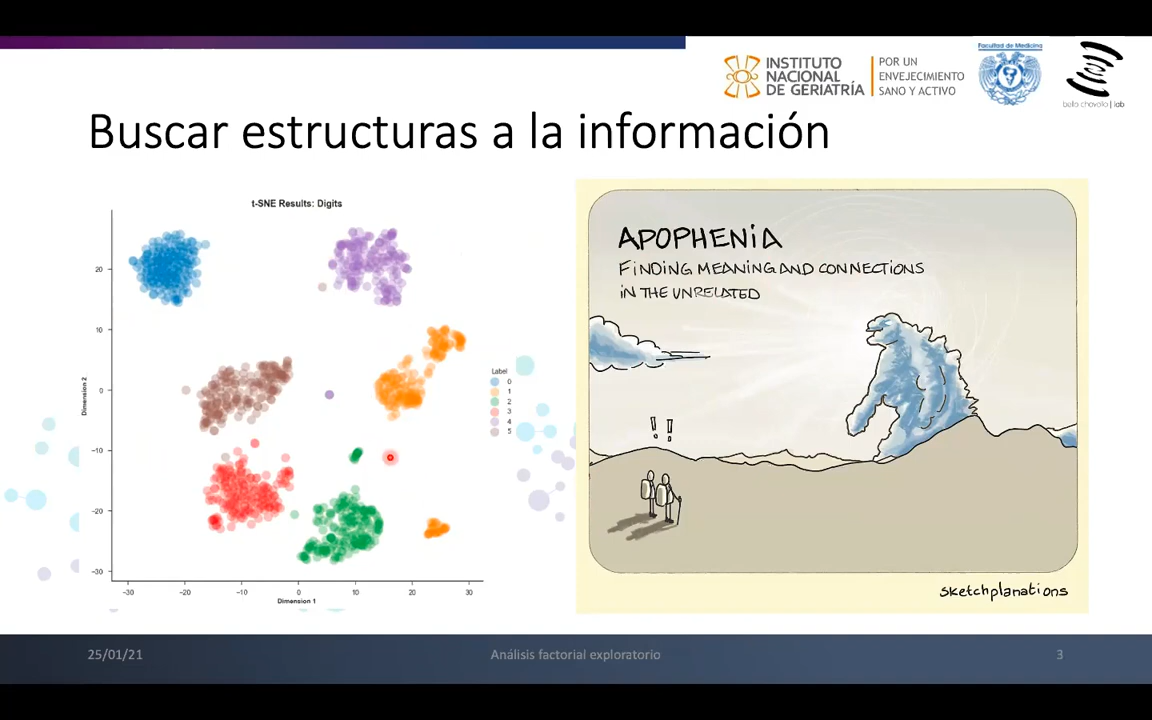 INSTITUTO
NACIONAL
DE GERIATRÍA
POR UN
ENVEJECIMIENTO
SANO Y ACTIVO
Facultad de Medicina
bello chavolla | lab
Buscar estructuras a la información
t-SNE Results: Digits
Dimension 2
20
10
0
−10
−20
−30
−30
−20
−10
0
10
20
30
Dimension 1
Label
0
1
2
3
4
5
APOPHENIA
FINDING MEANING AND CONNECTIONS
IN THE UNRELATED
! !
sketchplanations
25/01/21
Análisis factorial exploratorio
3